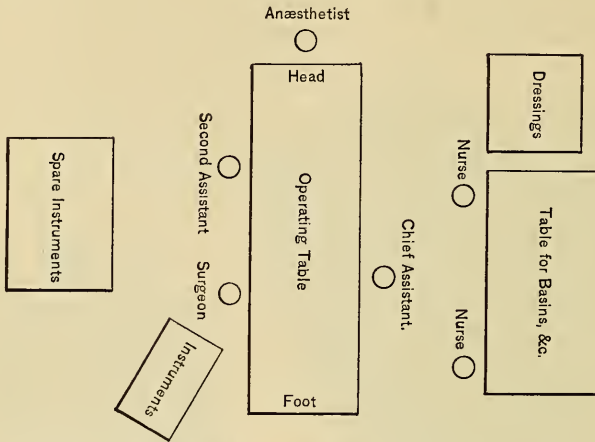 Anæsthetist
Head
Dressings
Second Assistant
Nurse
Spare Instruments
Operating Table
Chief Assistant.
Table for Basins, &c.
Surgeon
Nurse
Instruments
Foot